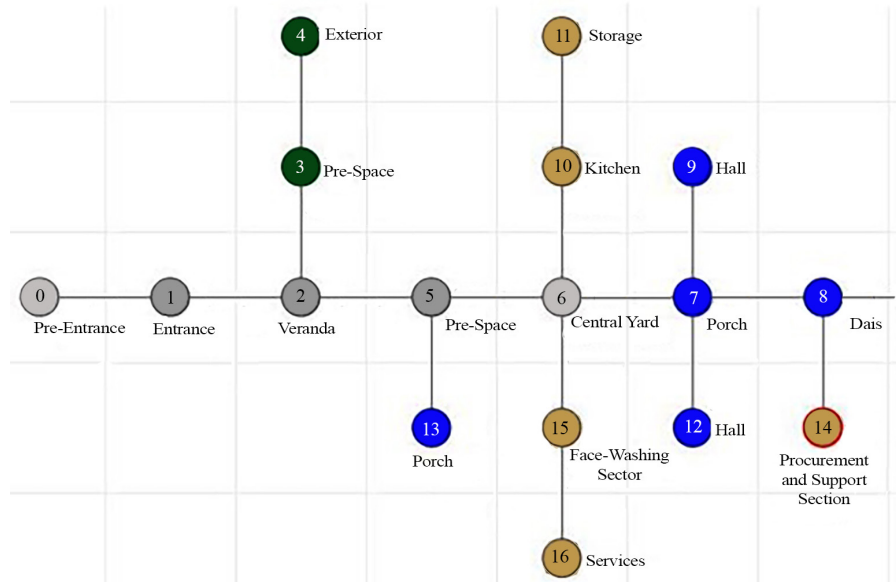 4 Exterior
11 Storage
3 Pre-Space
10 Kitchen
9 Hall
0
1
2
5
6
7
8
Pre-Entrance
Entrance
Veranda
Pre-Space
Central Yard
Porch
Dais
13
Porch
15
Face-Washing
Sector
12 Hall
14
Procurement
and Support
Section
16 Services